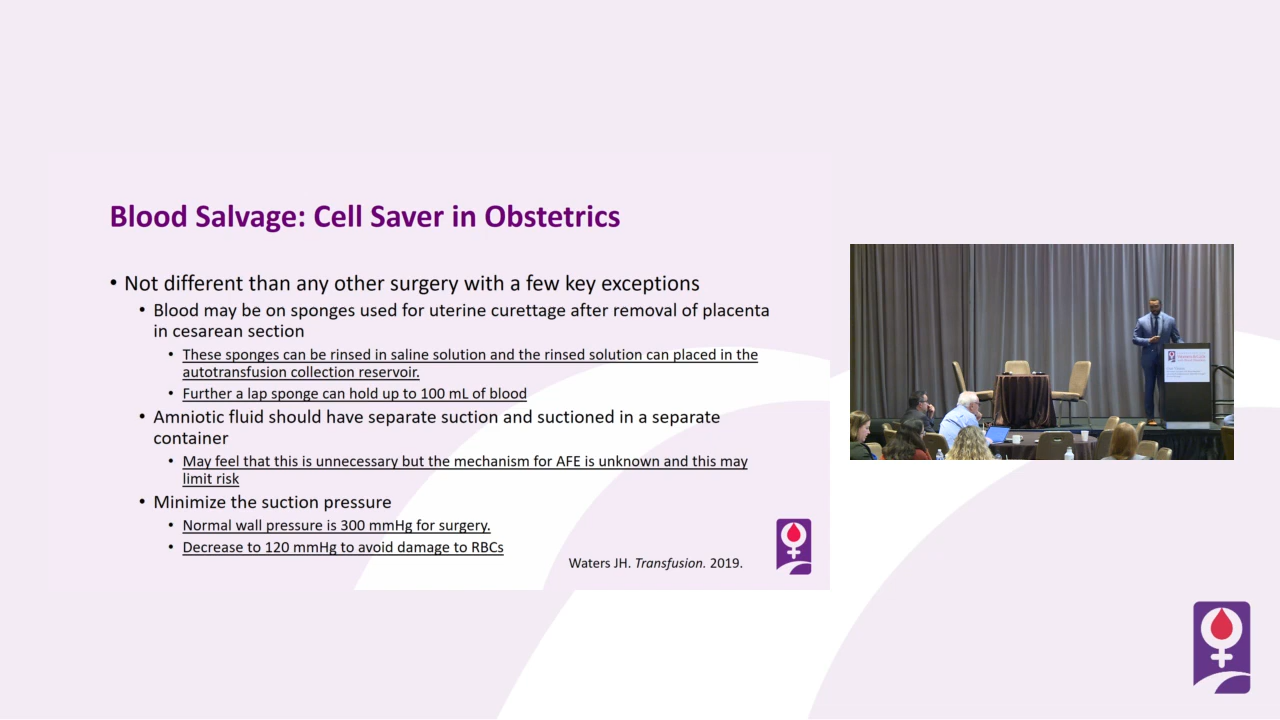 Blood Salvage: Cell Saver in Obstetrics
• Not different than any other surgery with a few key exceptions
• Blood may be on sponges used for uterine curettage after removal of placenta
in cesarean section
• These sponges can be rinsed in saline solution and the rinsed solution can placed in the
autotransfusion collection reservoir.
• Further a lap sponge can hold up to 100 mL of blood
• Amniotic fluid should have separate suction and suctioned in a separate
container
• May feel that this is unnecessary but the mechanism for AFE is unknown and this may
limit risk
• Minimize the suction pressure
• Normal wall pressure is 300 mmHg for surgery.
• Decrease to 120 mmHg to avoid damage to RBCs
Waters JH. Transfusion. 2019.